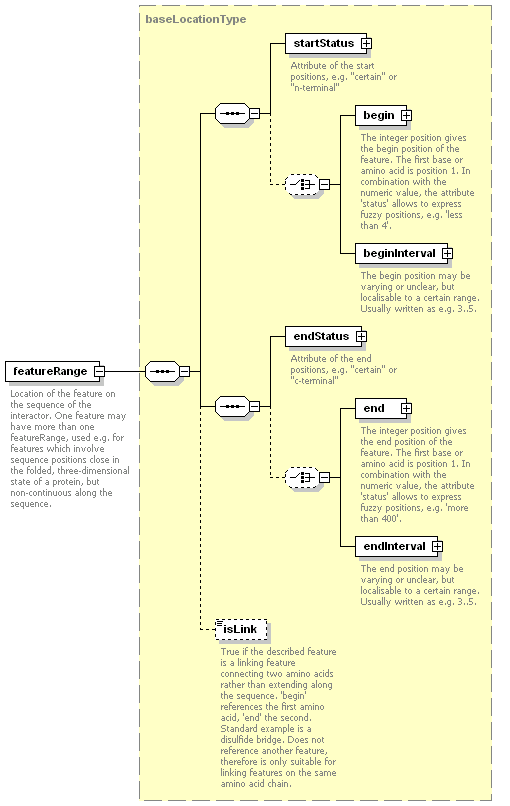 baseLocationType
startStatus
Attribute of the start
positions, e.g. "certain" or
"n-terminal"
begin
The integer position gives
the begin position of the
feature. The first base or
amino acid is position 1. In
combination with the
numeric value, the attribute
'status' allows to express
fuzzy positions, e.g. 'less
than 4'.
beginInterval
The begin position may be
varying or unclear, but
localisable to a certain range.
Usually written as e.g. 3..5.
endStatus
Attribute of the end
positions, e.g. "certain" or
"c-terminal"
featureRange
Location of the feature on
the sequence of the
interactor. One feature may
have more than one
featureRange, used e.g. for
features which involve
sequence positions close in
the folded, three-dimensional
state of a protein, but
non-continuous along the
sequence.
end
The integer position gives
the end position of the
feature. The first base or
amino acid is position 1. In
combination with the
numeric value, the attribute
'status' allows to express
fuzzy positions, e.g. 'more
than 400'.
endInterval
The end position may be
varying or unclear, but
localisable to a certain range.
Usually written as e.g. 3..5.
isLink
True if the described feature
is a linking feature
connecting two amino acids
rather than extending along
the sequence. 'begin'
references the first amino
acid, 'end' the second.
Standard example is a
disulfide bridge. Does not
reference another feature,
therefore is only suitable for
linking features on the same
amino acid chain.